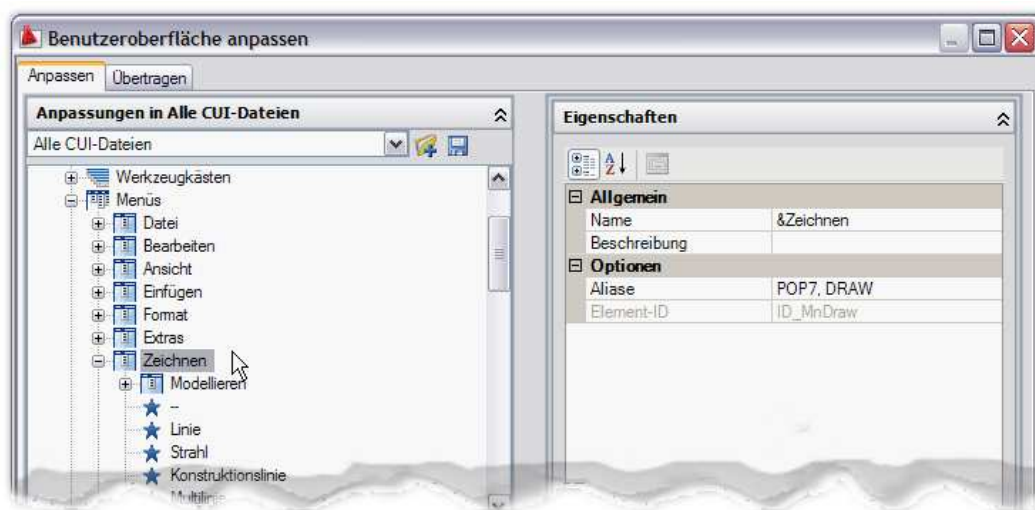 Benutzeroberfläche anpassen
Anpassen
Übertragen
Anpassungen in Alle CUI-Dateien
Alle CUI-Dateien
Werkzeugkästen
Menüs
Datei
Bearbeiten
Ansicht
Einfügen
Format
Extras
Zeichnen
Modellieren
--
Linie
Strahl
Konstruktionslinie
Multilinie
Eigenschaften
Allgemein
Name &Zeichnen
Beschreibung
Optionen
Aliase POP7, DRAW
Element-ID ID_MnDraw